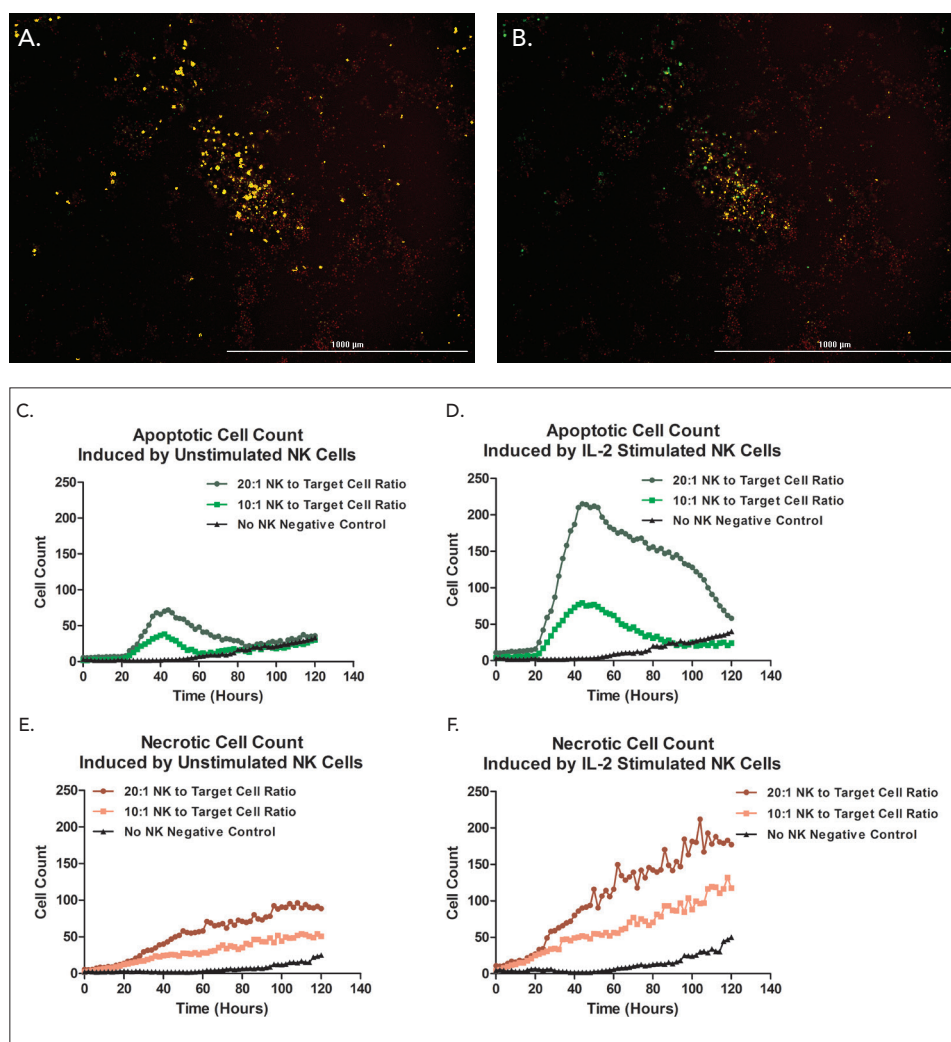 A.
B.
1000 µm
1000 µm
C.
Apoptotic Cell Count
Induced by Unstimulated NK Cells
20:1 NK to Target Cell Ratio
10:1 NK to Target Cell Ratio
No NK Negative Control
Cell Count
250
200
150
100
50
0
0 20 40 60 80 100 120 140
Time (Hours)
D.
Apoptotic Cell Count
Induced by IL-2 Stimulated NK Cells
20:1 NK to Target Cell Ratio
10:1 NK to Target Cell Ratio
No NK Negative Control
Cell Count
250
200
150
100
50
0
0 20 40 60 80 100 120 140
Time (Hours)
E.
Necrotic Cell Count
Induced by Unstimulated NK Cells
20:1 NK to Target Cell Ratio
10:1 NK to Target Cell Ratio
No NK Negative Control
Cell Count
250
200
150
100
50
0
0 20 40 60 80 100 120 140
Time (Hours)
F.
Necrotic Cell Count
Induced by IL-2 Stimulated NK Cells
20:1 NK to Target Cell Ratio
10:1 NK to Target Cell Ratio
No NK Negative Control
Cell Count
250
200
150
100
50
0
0 20 40 60 80 100 120 140
Time (Hours)